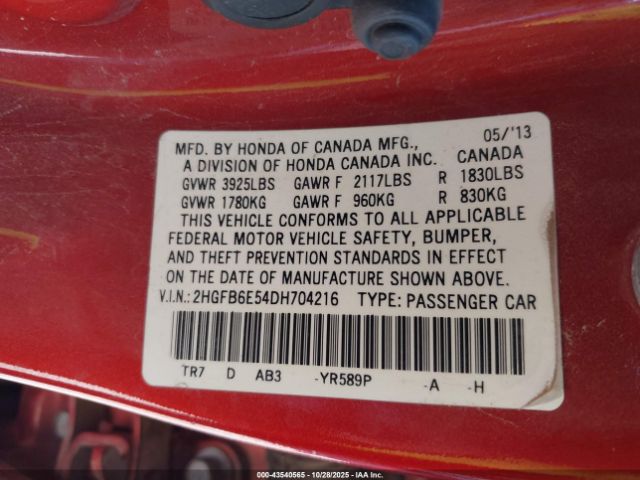 05/'13
MFD. BY HONDA OF CANADA MFG.,
A DIVISION OF HONDA CANADA INC. CANADA
GVWR 3925LBS GAWR F 2117LBS R 1830LBS
GVWR 1780KG GAWR F 960KG R 830KG
THIS VEHICLE CONFORMS TO ALL APPLICABLE
FEDERAL MOTOR VEHICLE SAFETY, BUMPER,
AND THEFT PREVENTION STANDARDS IN EFFECT
ON THE DATE OF MANUFACTURE SHOWN ABOVE.
V.I.N.: 2HGFB6E54DH704216 TYPE: PASSENGER CAR
TR7 D AB3 -YR589P -A -H
000-43540565 | 10/28/2025 | IAA Inc.